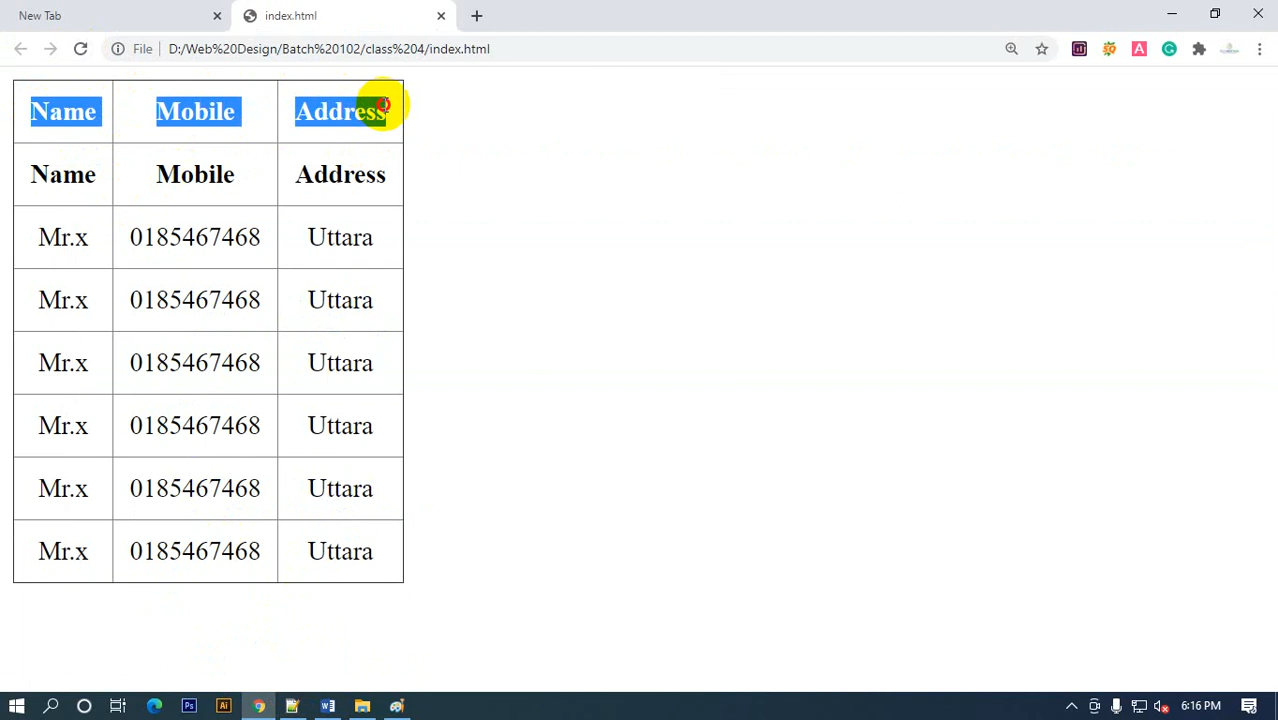 New Tab
index.html
File
D:/Web%20Design/Batch%20102/class%204/index.html
Name Mobile Address
Name Mobile Address
Mr.x 0185467468 Uttara
Mr.x 0185467468 Uttara
Mr.x 0185467468 Uttara
Mr.x 0185467468 Uttara
Mr.x 0185467468 Uttara
Mr.x 0185467468 Uttara
6:16 PM